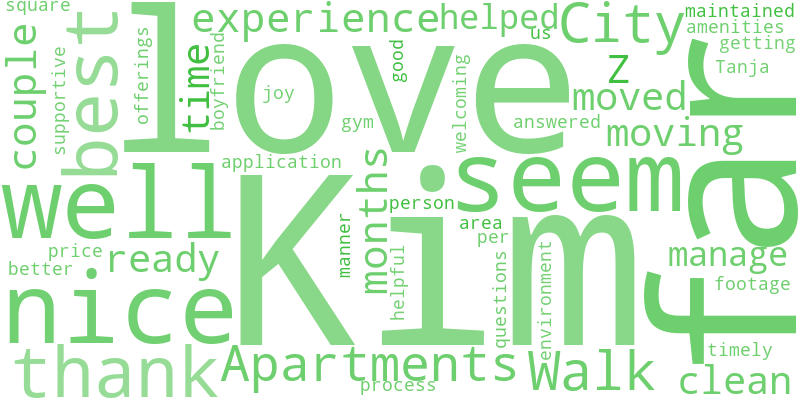 square
experience
helped
us
City
maintained
amenities
getting
couple
supportive
best
offerings
time
boyfriend
love
joy
good
gym
welcoming
Z
Tanja
moved
answered
moving
far
well
application
Kim
months
person
seem
area
per
price
better
ready
manner
helpful
questions
environment
manage
footage
nice
thank
Apartments
process
Walk
timely
clean